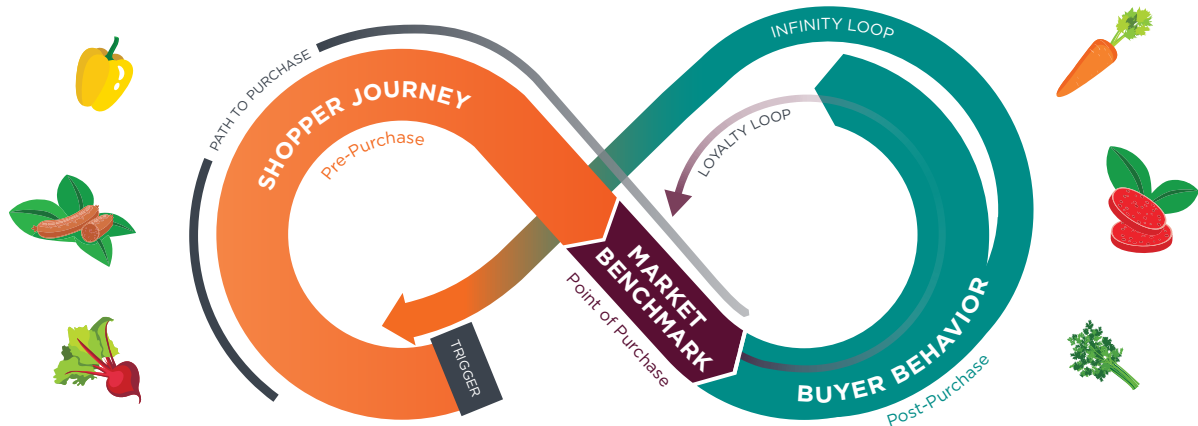 PATH TO PURCHASE
SHOPPER JOURNEY
Pre-Purchase
TRIGGER
MARKET
BENCHMARK
Point of Purchase
INFINITY LOOP
LOYALTY LOOP
BUYER BEHAVIOR
Post-Purchase